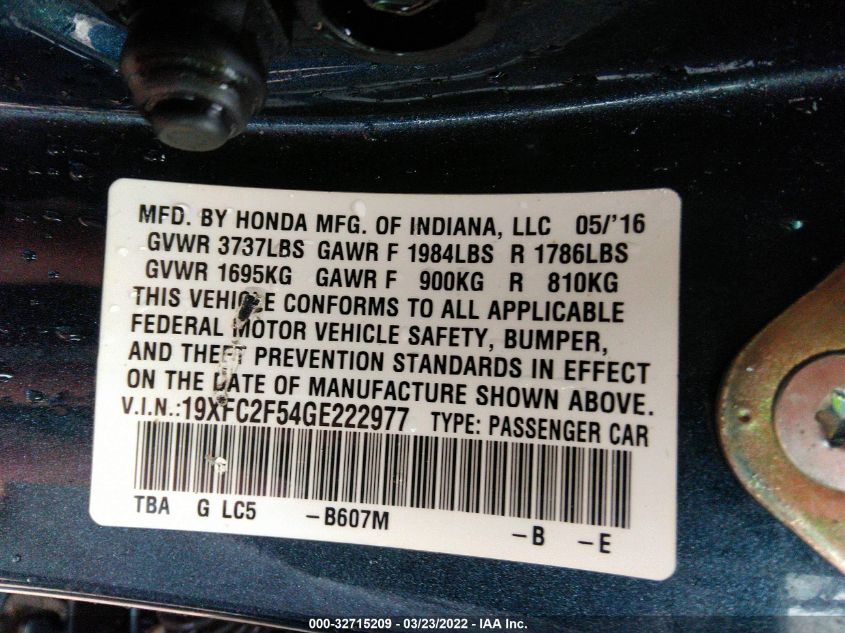 MFD. BY HONDA MFG. OF INDIANA, LLC 05/'16
GVWR 3737LBS GAWR F 1984LBS R 1786LBS
GVWR 1695KG GAWR F 900KG R 810KG
THIS VEHICLE CONFORMS TO ALL APPLICABLE
FEDERAL MOTOR VEHICLE SAFETY, BUMPER,
AND THEFT PREVENTION STANDARDS IN EFFECT
ON THE DATE OF MANUFACTURE SHOWN ABOVE.
V.I.N.:19XFC2F54GE222977 TYPE: PASSENGER CAR
TBA G LC5 -B607M -B -E
000-32715209 - 03/23/2022 - IAA Inc.